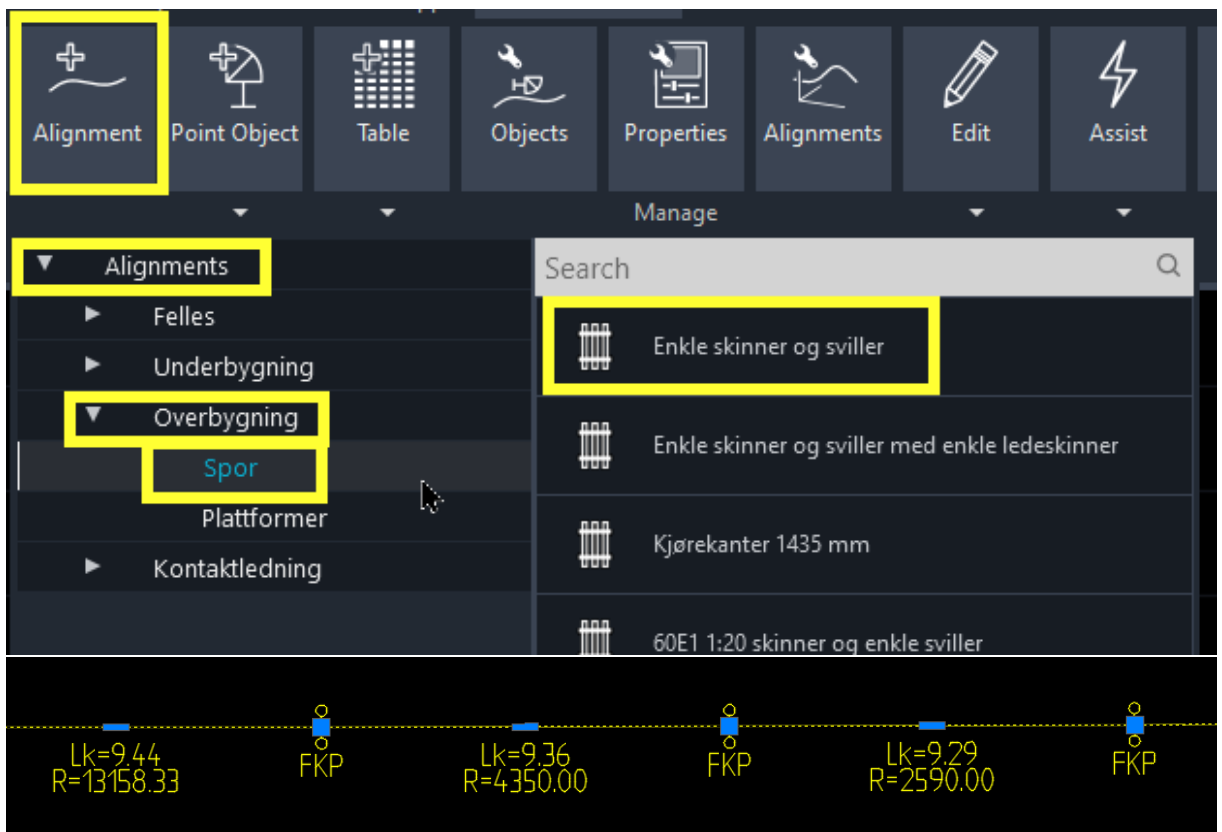 Alignment Point Object Table Objects Properties Alignments Edit Assist
Manage
Alignments
Felles
Underbygning
Overbygning
Spor
Plattformer
Kontaktledning
Search
Enkle skinner og sviller
Enkle skinner og sviller med enkle ledeskinner
Kjørekanter 1435 mm
60E1 1:20 skinner og enkle sviller
Lk=9.44
R=13158.33
FKP
Lk=9.36
R=4350.00
FKP
Lk=9.29
R=2590.00
FKP